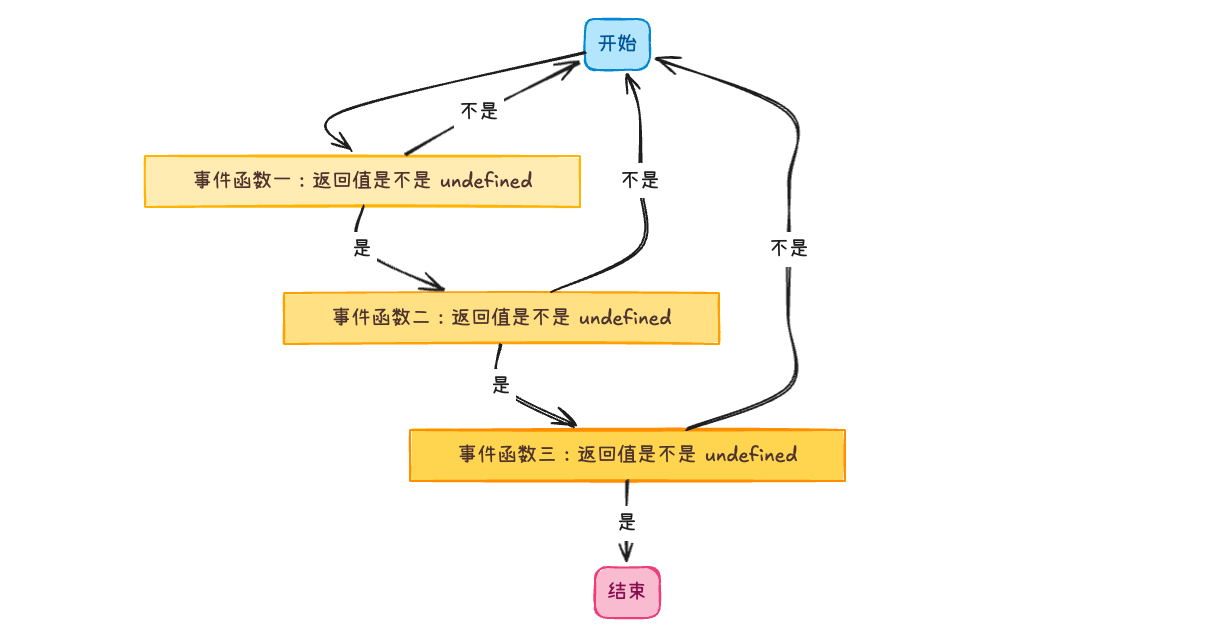 开始
不是
事件函数一：返回值是不是 undefined
不是
是
不是
事件函数二：返回值是不是 undefined
是
事件函数三：返回值是不是 undefined
是
结束